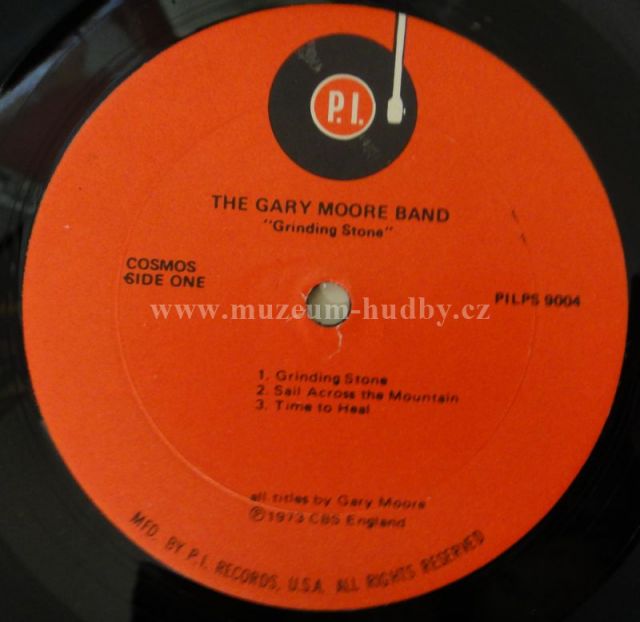 P.I.
THE GARY MOORE BAND
"Grinding Stone"
COSMOS
SIDE ONE
PILPS 9004
www.muzeum-hudby.cz
1. Grinding Stone
2. Sail Across the Mountain
3. Time to Heal
all titles by Gary Moore
℗1973 CBS England
MFD. BY P.I. RECORDS, U.S.A. ALL RIGHTS RESERVED